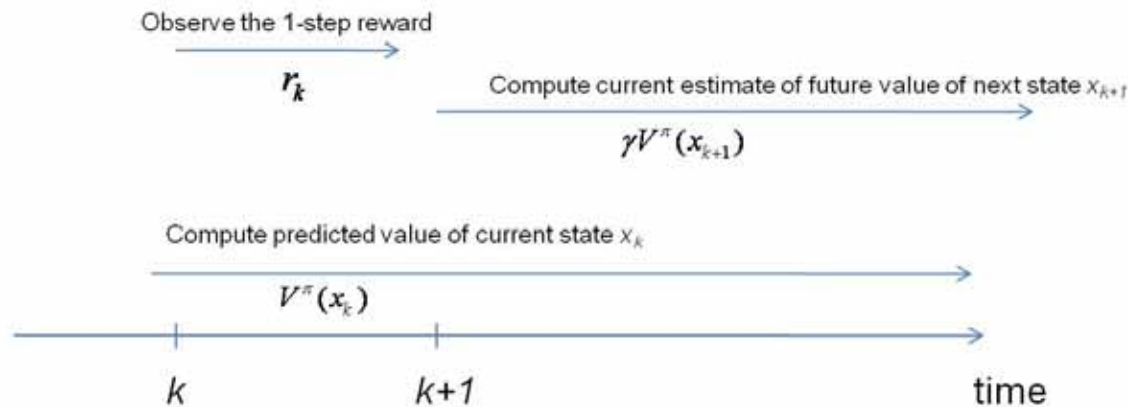 Observe the 1-step reward
r_k
Compute current estimate of future value of next state x_{k+1}
γV^π(x_{k+1})
Compute predicted value of current state x_k
V^π(x_k)
k k+1 time